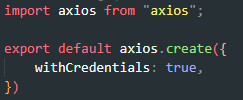 import axios from "axios";
export default axios.create({
    withCredentials: true,
})